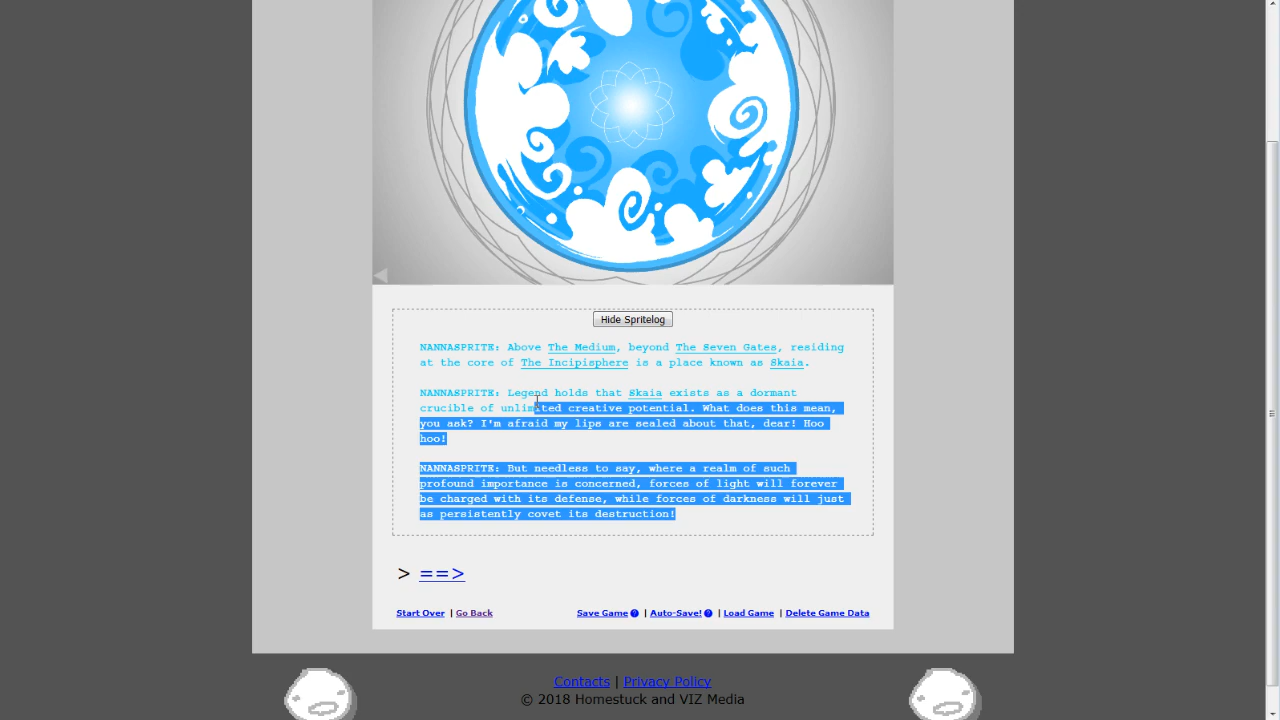 Hide Spritelog
NANNASPRITE: Above The Medium, beyond The Seven Gates, residing
at the core of The Incipisphere is a place known as Skaia.
NANNASPRITE: Legend holds that Skaia exists as a dormant
crucible of unlimited creative potential. What does this mean,
you ask? I'm afraid my lips are sealed about that, dear! Hoo
hoo!
NANNASPRITE: But needless to say, where a realm of such
profound importance is concerned, forces of light will forever
be charged with its defense, while forces of darkness will just
as persistently covet its destruction!
> ==>
Start Over | Go Back Save Game ? | Auto-Save! ? | Load Game | Delete Game Data
Contacts | Privacy Policy
© 2018 Homestuck and VIZ Media